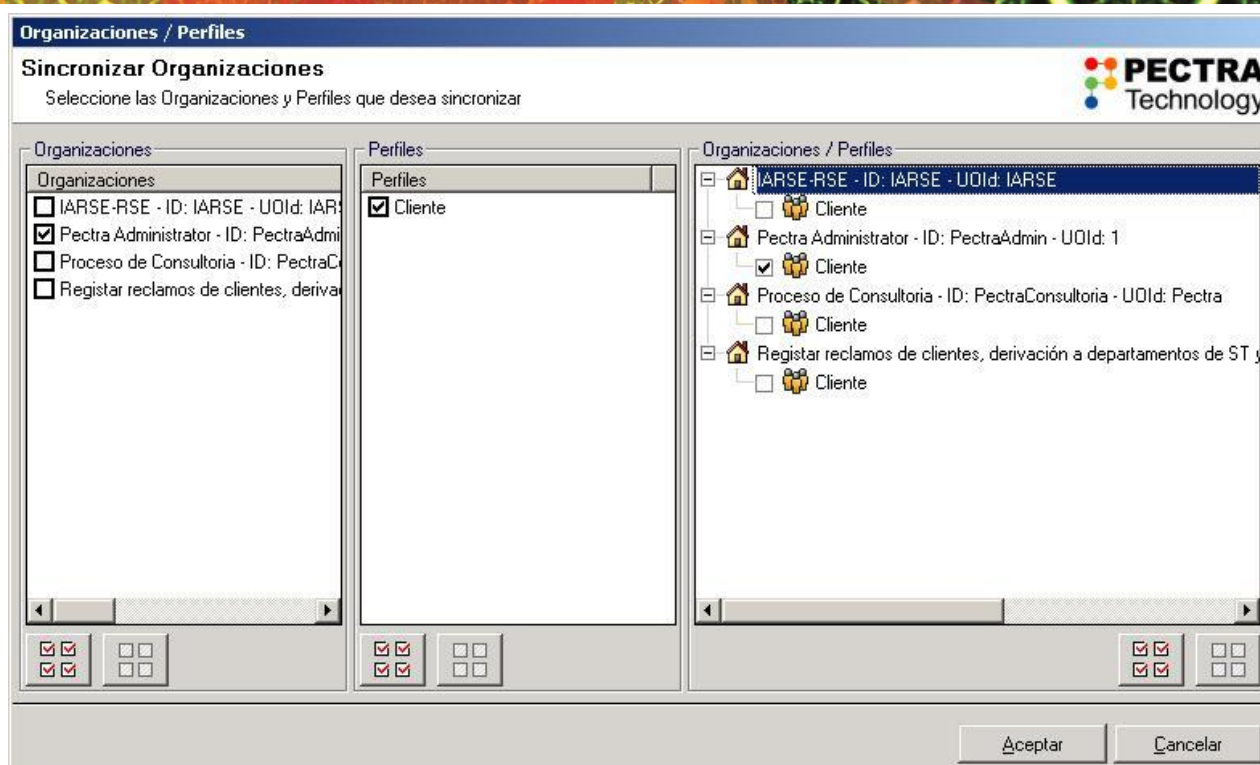 Organizaciones / Perfiles
Sincronizar Organizaciones
Seleccione las Organizaciones y Perfiles que desea sincronizar
PECTRA
Technology
Organizaciones
Organizaciones
IARSE-RSE - ID: IARSE - UOId: IARS
Pectra Administrator - ID: PectraAdmi
Proceso de Consultoria - ID: PectraC
Registar reclamos de clientes, deriva
Perfiles
Perfiles
Cliente
Organizaciones / Perfiles
IARSE-RSE - ID: IARSE - UOId: IARSE
Cliente
Pectra Administrator - ID: PectraAdmin - UOId: 1
Cliente
Proceso de Consultoria - ID: PectraConsultoria - UOId: Pectra
Cliente
Registar reclamos de clientes, derivación a departamentos de ST y
Cliente
Aceptar
Cancelar